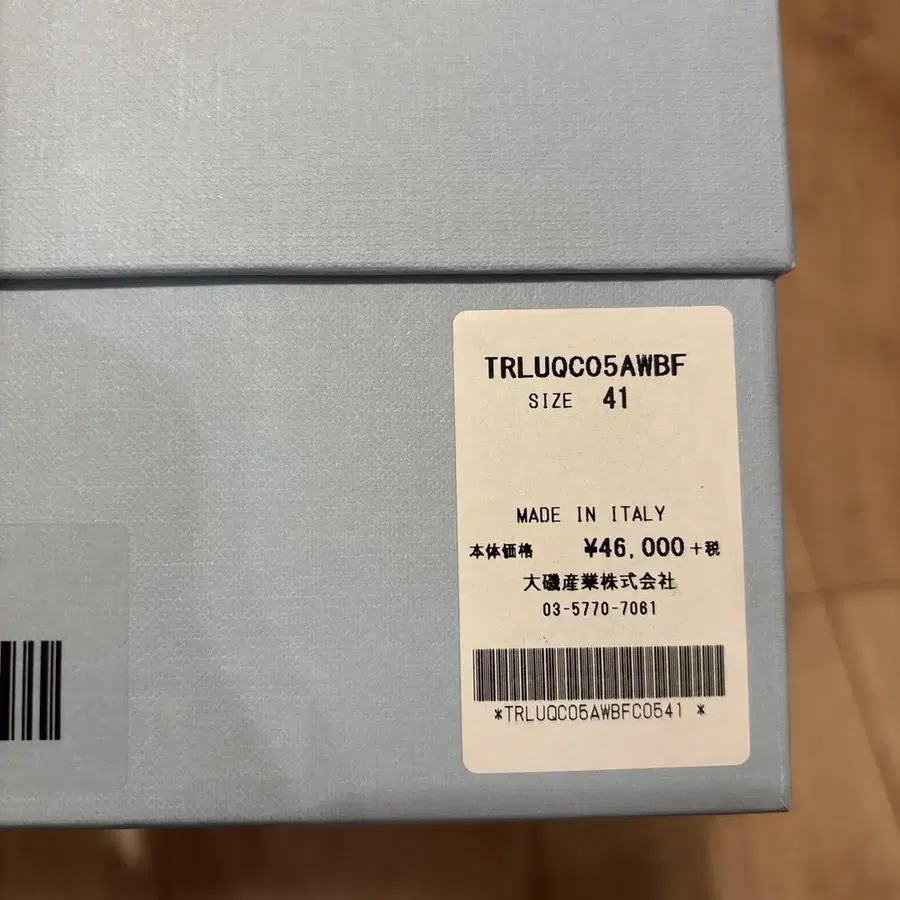 TRLUQC05AWBF
SIZE 41
MADE IN ITALY
本体価格 ¥46,000+税
大磯産業株式会社
03-5770-7061
*TRLUQC05AWBFC0541 *